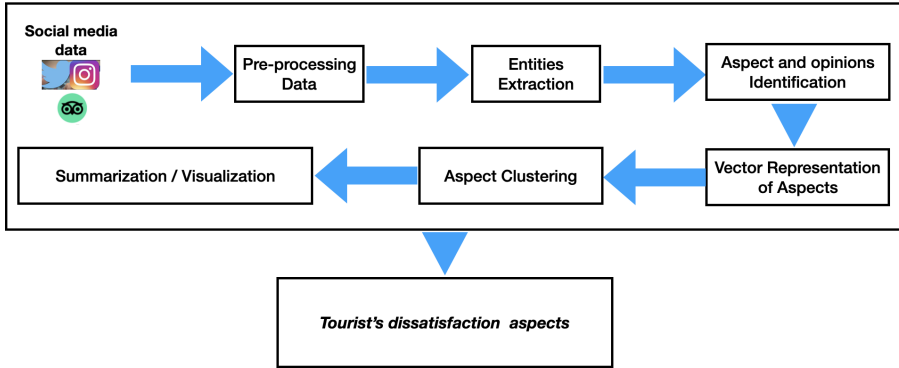 Social media
data
Pre-processing
Data
Entities
Extraction
Aspect and opinions
Identification
Summarization / Visualization
Aspect Clustering
Vector Representation
of Aspects
Tourist's dissatisfaction aspects